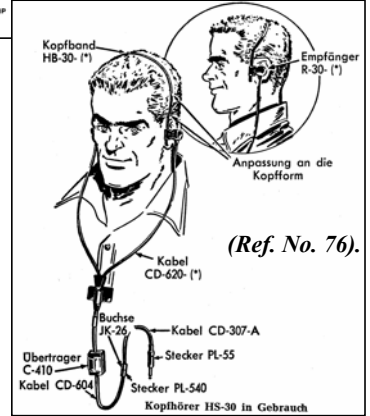 Kopfband
HB-30- (*)
Empfänger
R-30- (*)
Anpassung an die
Kopfform
(Ref. No. 76).
Kabel
CD-620- (*)
Buchse
JK-26
Kabel CD-307-A
Übertrager
C-410
Stecker PL-55
Kabel CD-604
Stecker PL-540
Kopfhörer HS-30 in Gebrauch